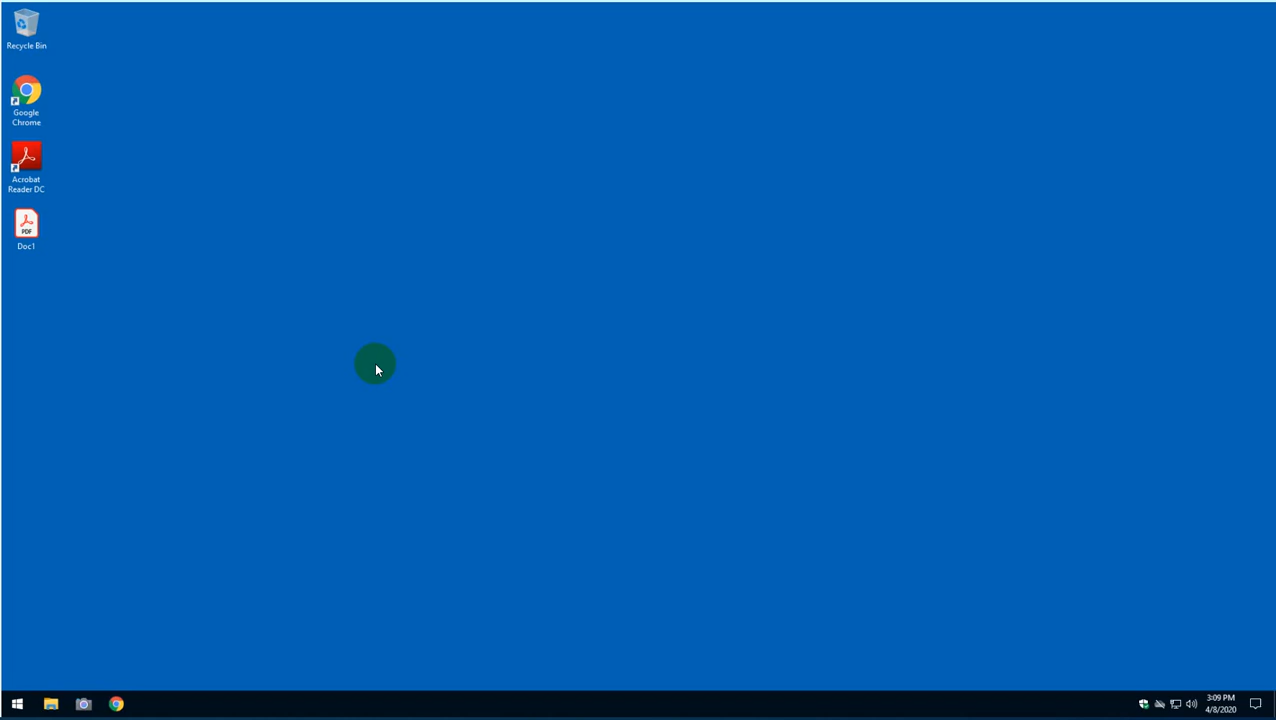 Recycle Bin
Google
Chrome
Acrobat
Reader DC
PDF
Doc1
3:09 PM
4/8/2020